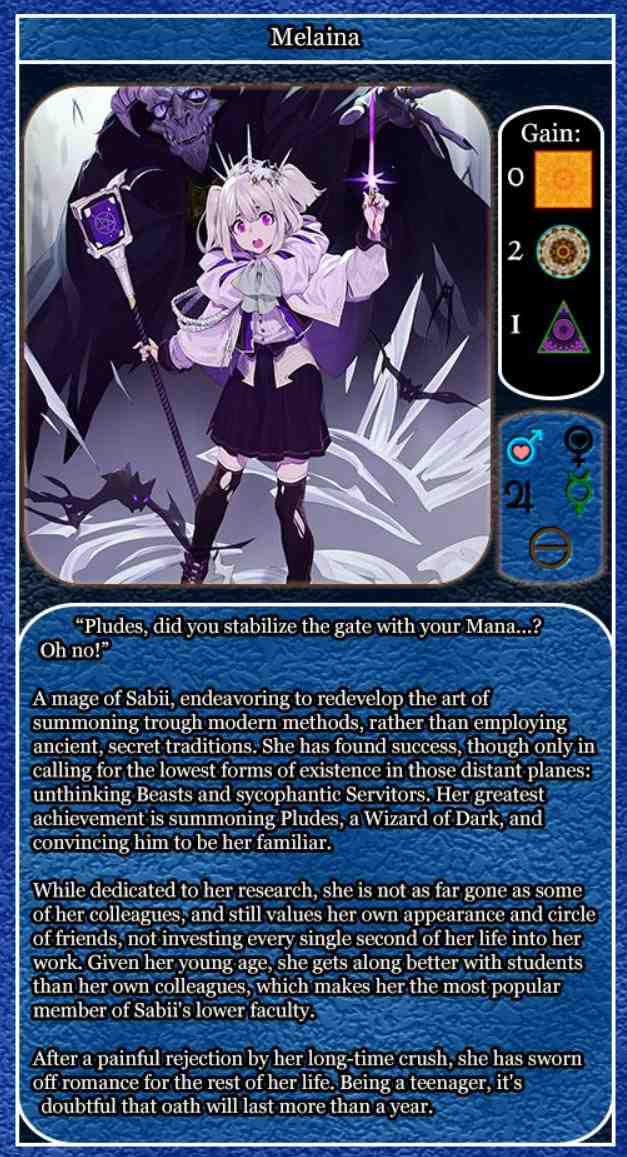 Melaina
Gain:
0
2
1
“Pludes, did you stabilize the gate with your Mana...?
Oh no!”
A mage of Sabii, endeavoring to redevelop the art of
summoning trough modern methods, rather than employing
ancient, secret traditions. She has found success, though only in
calling for the lowest forms of existence in those distant planes:
unthinking Beasts and sycophantic Servitors. Her greatest
achievement is summoning Pludes, a Wizard of Dark, and
convincing him to be her familiar.
While dedicated to her research, she is not as far gone as some
of her colleagues, and still values her own appearance and circle
of friends, not investing every single second of her life into her
work. Given her young age, she gets along better with students
than her own colleagues, which makes her the most popular
member of Sabii's lower faculty.
After a painful rejection by her long-time crush, she has sworn
off romance for the rest of her life. Being a teenager, it's
doubtful that oath will last more than a year.